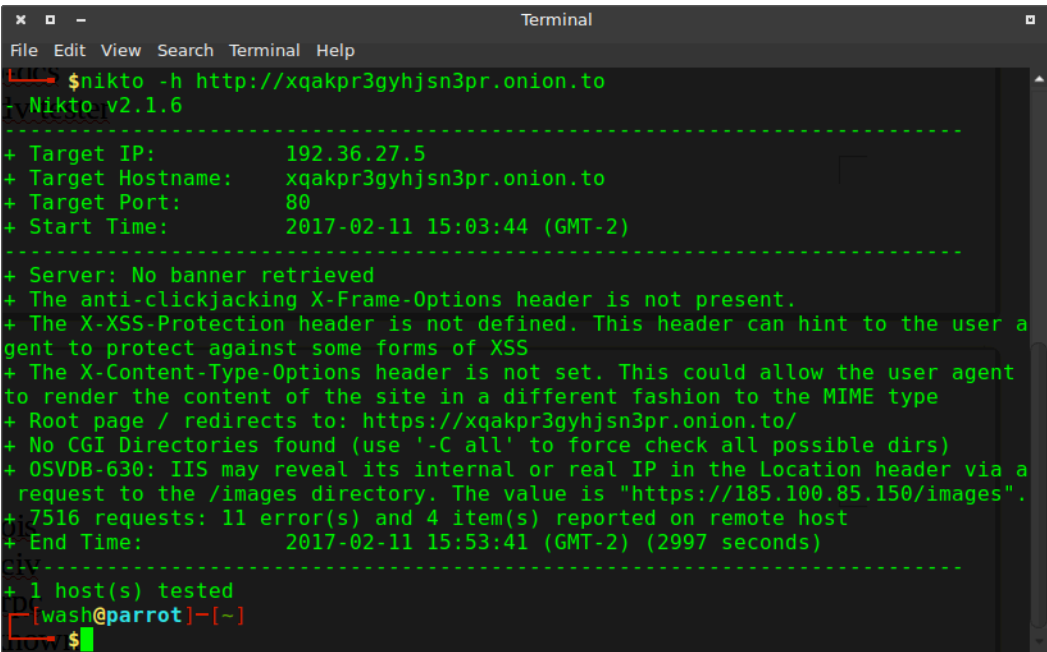 Terminal
File Edit View Search Terminal Help
$nikto -h http://xqakpr3gyhjsn3pr.onion.to
- Nikto v2.1.6
---------------------------------------------------------------------------
+ Target IP: 192.36.27.5
+ Target Hostname: xqakpr3gyhjsn3pr.onion.to
+ Target Port: 80
+ Start Time: 2017-02-11 15:03:44 (GMT-2)
---------------------------------------------------------------------------
+ Server: No banner retrieved
+ The anti-clickjacking X-Frame-Options header is not present.
+ The X-XSS-Protection header is not defined. This header can hint to the user a
gent to protect against some forms of XSS
+ The X-Content-Type-Options header is not set. This could allow the user agent
to render the content of the site in a different fashion to the MIME type
+ Root page / redirects to: https://xqakpr3gyhjsn3pr.onion.to/
+ No CGI Directories found (use '-C all' to force check all possible dirs)
+ OSVDB-630: IIS may reveal its internal or real IP in the Location header via a
request to the /images directory. The value is "https://185.100.85.150/images".
+ 7516 requests: 11 error(s) and 4 item(s) reported on remote host
+ End Time: 2017-02-11 15:53:41 (GMT-2) (2997 seconds)
---------------------------------------------------------------------------
+ 1 host(s) tested
[wash@parrot]─[~]
$